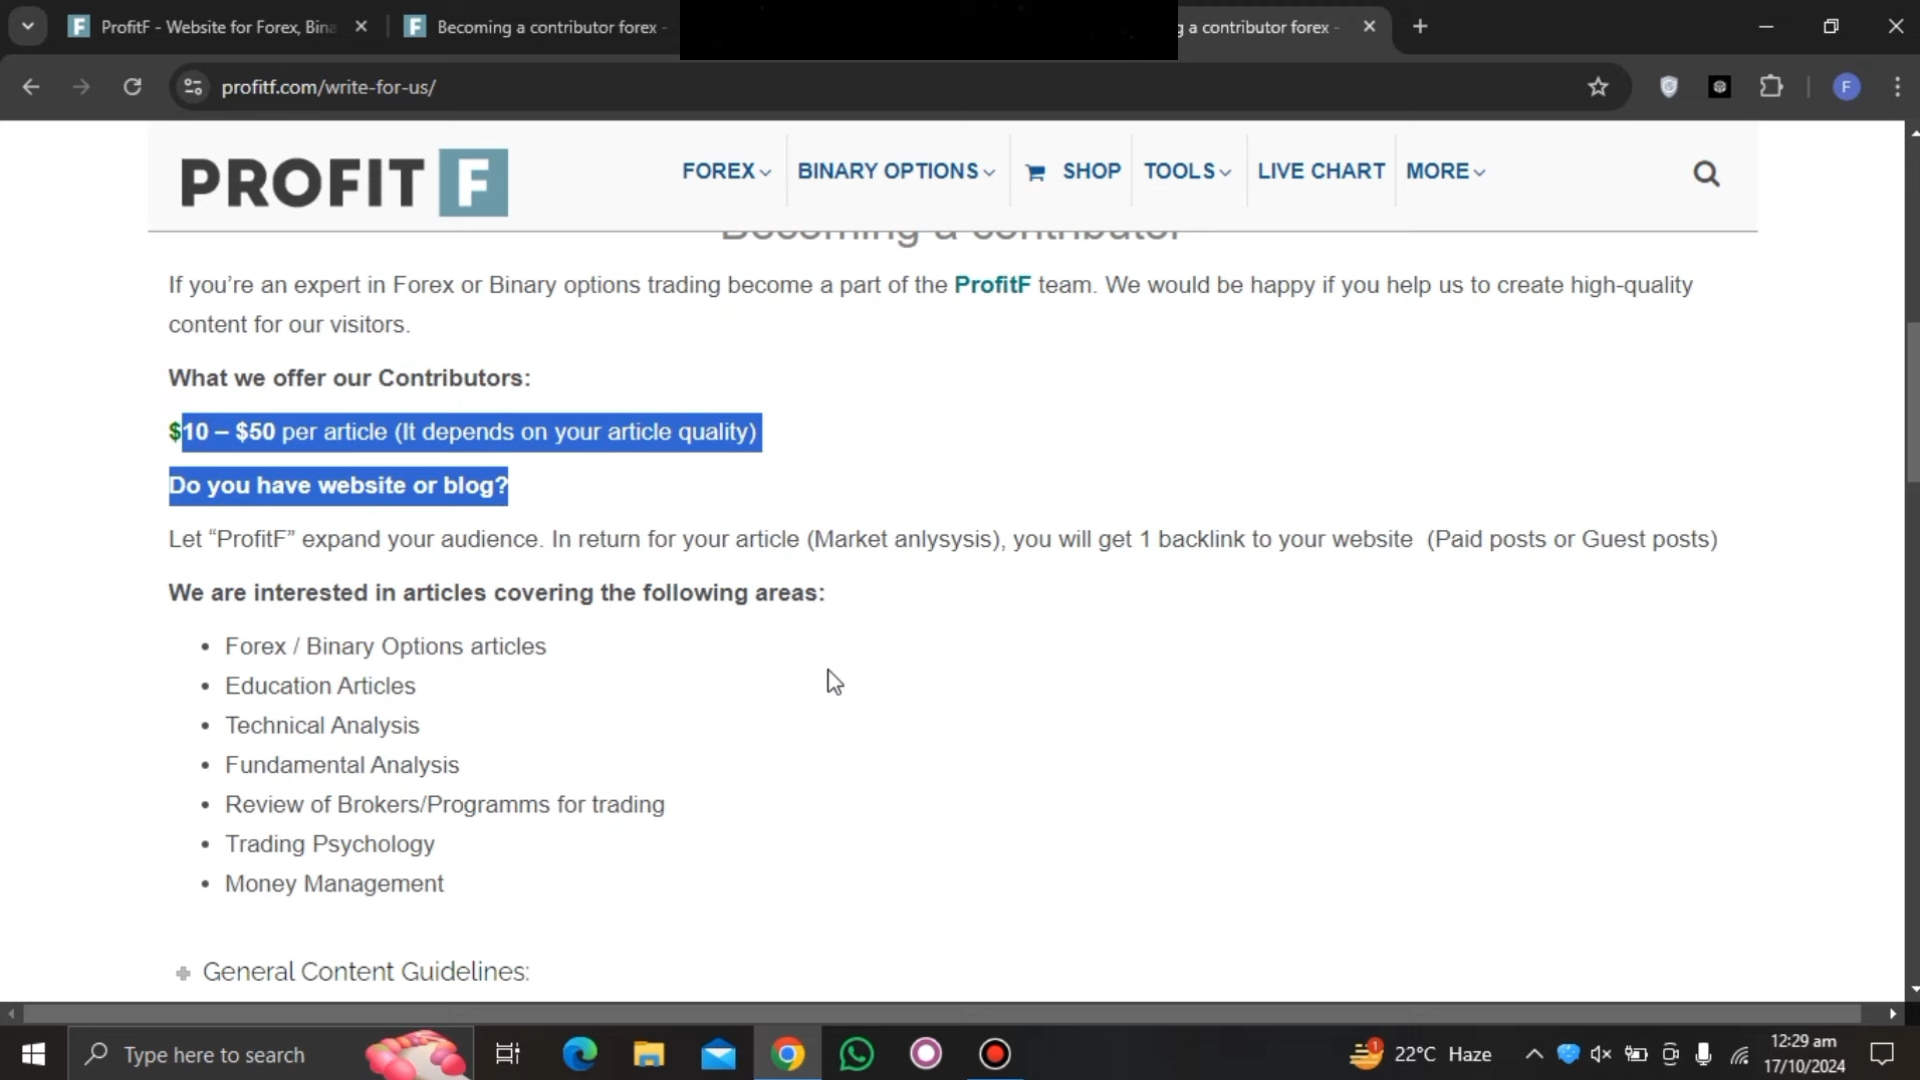 ProfitF - Website for Forex, Bina
Becoming a contributor forex -
g a contributor forex -
profitf.com/write-for-us/
PROFIT F
FOREX
BINARY OPTIONS
SHOP
TOOLS
LIVE CHART
MORE
Becoming a contributor
If you’re an expert in Forex or Binary options trading become a part of the ProfitF team. We would be happy if you help us to create high-quality
content for our visitors.
What we offer our Contributors:
$10 – $50 per article (It depends on your article quality)
Do you have website or blog?
Let “ProfitF” expand your audience. In return for your article (Market anlysysis), you will get 1 backlink to your website (Paid posts or Guest posts)
We are interested in articles covering the following areas:
• Forex / Binary Options articles
• Education Articles
• Technical Analysis
• Fundamental Analysis
• Review of Brokers/Programms for trading
• Trading Psychology
• Money Management
General Content Guidelines:
Type here to search
1
22°C Haze
12:29 am
17/10/2024
F